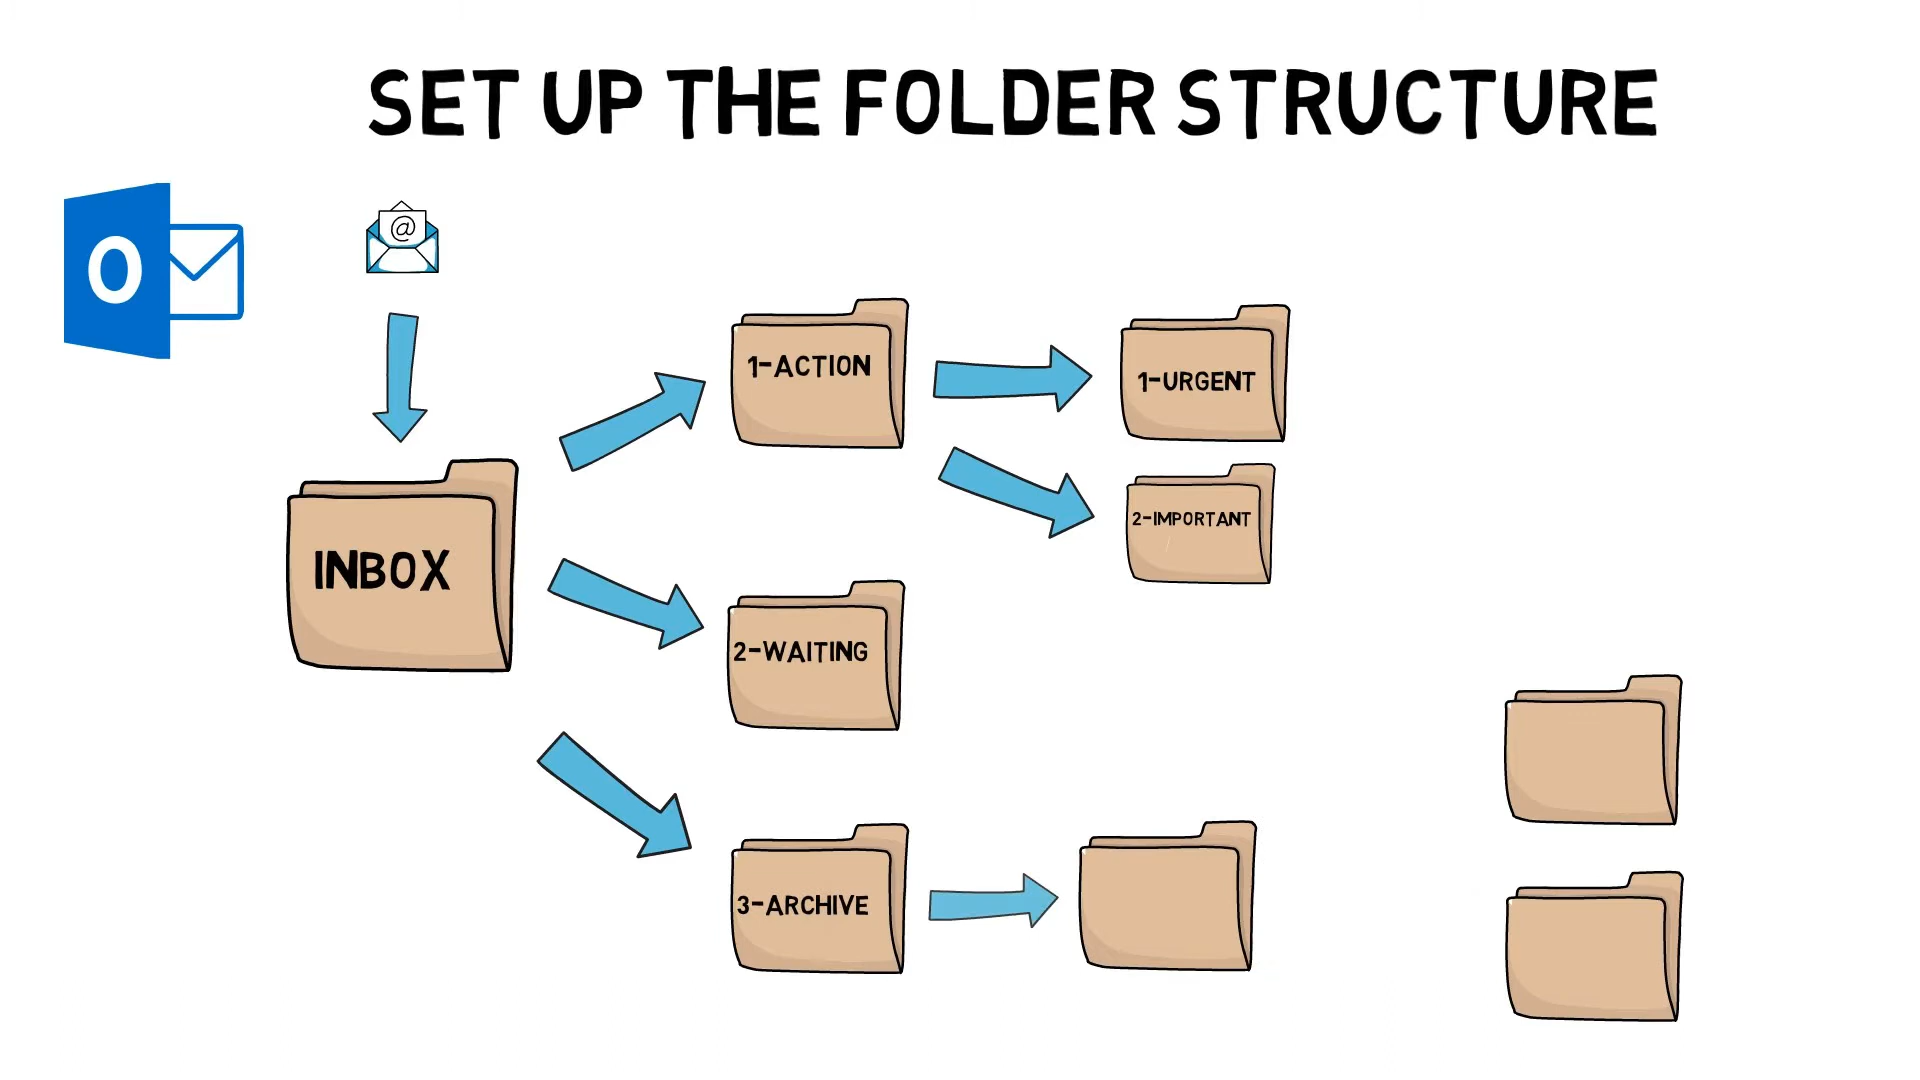 SET UP THE FOLDER STRUCTURE
O
@
1-ACTION
1-URGENT
2-IMPORTANT
INBOX
2-WAITING
3-ARCHIVE